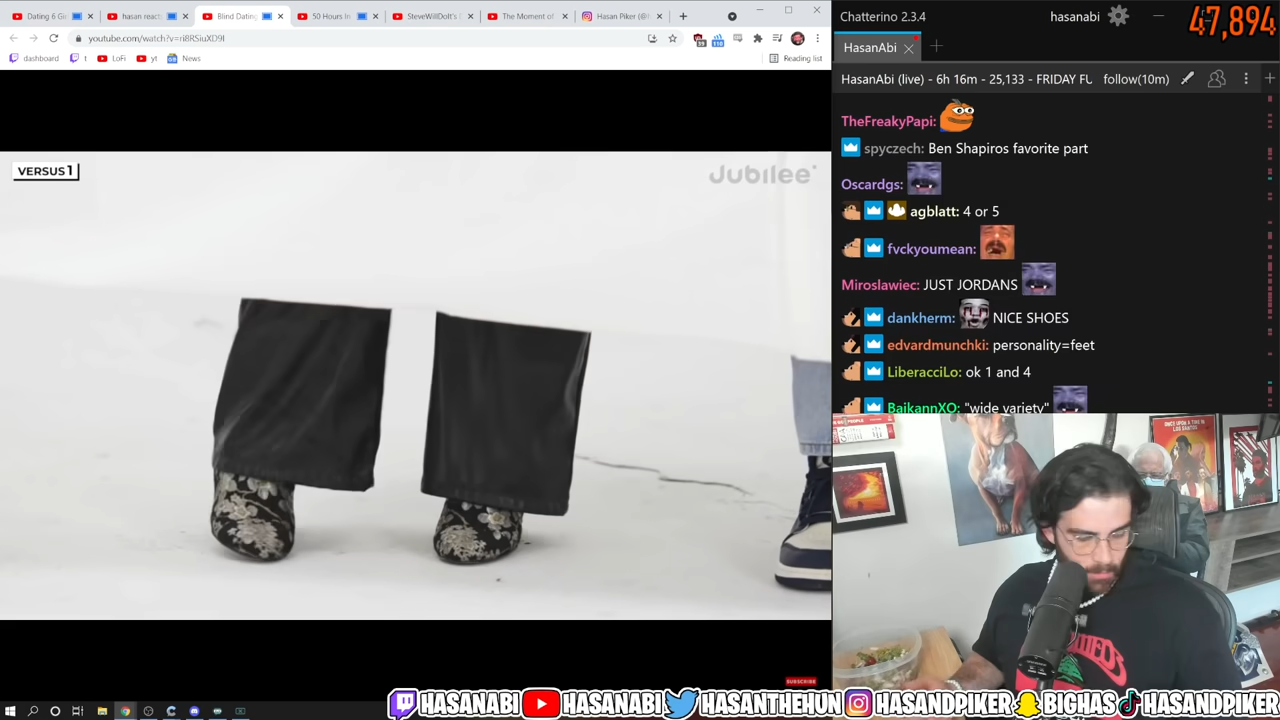 Dating 6 Gi
hasan react
Blind Dating
50 Hours In
SteveWillDoIt's
The Moment of
Hasan Piker (@
youtube.com/watch?v=ri8RSiuXD9I
dashboard
t
LoFi
yt
News
Reading list
VERSUS 1
Jubilee
SUBSCRIBE
Chatterino 2.3.4
hasanabi
47,894
HasanAbi
HasanAbi (live) - 6h 16m - 25,133 - FRIDAY FU
follow(10m)
TheFreakyPapi:
spyczech: Ben Shapiros favorite part
Oscardgs:
agblatt: 4 or 5
fvckyoumean:
Miroslawiec: JUST JORDANS
dankherm: NICE SHOES
edvardmunchki: personality=feet
LiberacciLo: ok 1 and 4
BaikannXO: "wide variety"
HASANABI HASANABI HASANTHEHUN HASANDPIKER BIGHAS HASANDPIKER